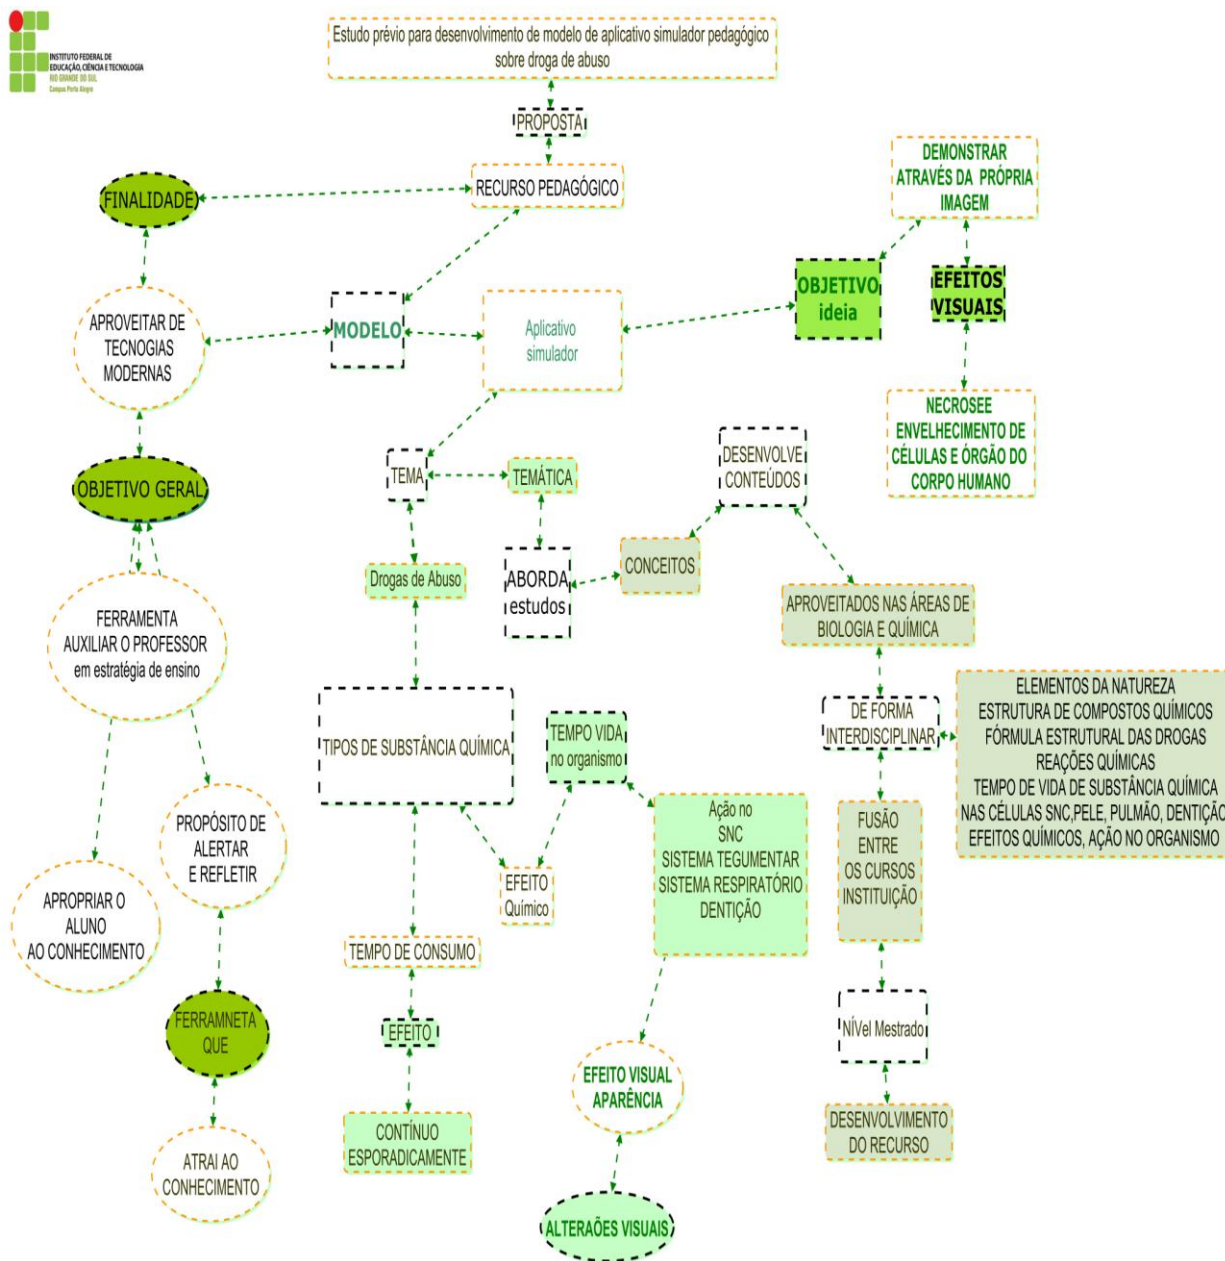 INSTITUTO FEDERAL DE
EDUCAÇÃO, CIÊNCIA E TECNOLOGIA
RIO GRANDE DO SUL
Campus Porto Alegre
Estudo prévio para desenvolvimento de modelo de aplicativo simulador pedagógico
sobre droga de abuso
PROPOSTA
RECURSO PEDAGÓGICO
FINALIDADE
DEMONSTRAR
ATRAVÉS DA PRÓPRIA
IMAGEM
OBJETIVO
ideia
EFEITOS
VISUAIS
APROVEITAR DE
TECNOGIAS
MODERNAS
MODELO
Aplicativo
simulador
NECROSEE
ENVELHECIMENTO DE
CÉLULAS E ÓRGÃO DO
CORPO HUMANO
OBJETIVO GERAL
TEMA
TEMÁTICA
DESENVOLVE
CONTEÚDOS
Drogas de Abuso
ABORDA
estudos
CONCEITOS
APROVEITADOS NAS ÁREAS DE
BIOLOGIA E QUÍMICA
FERRAMENTA
AUXILIAR O PROFESSOR
em estratégia de ensino
TIPOS DE SUBSTÂNCIA QUÍMICA
TEMPO VIDA
no organismo
DE FORMA
INTERDISCIPLINAR
ELEMENTOS DA NATUREZA
ESTRUTURA DE COMPOSTOS QUÍMICOS
FÓRMULA ESTRUTURAL DAS DROGAS
REAÇÕES QUÍMICAS
TEMPO DE VIDA DE SUBSTÂNCIA QUÍMICA
NAS CÉLULAS SNC,PELE, PULMÃO, DENTIÇÃO
EFEITOS QUÍMICOS, AÇÃO NO ORGANISMO
PROPÓSITO DE
ALERTAR
E REFLETIR
Ação no
SNC
SISTEMA TEGUMENTAR
SISTEMA RESPIRATÓRIO
DENTIÇÃO
FUSÃO
ENTRE
OS CURSOS
INSTITUIÇÃO
EFEITO
Químico
APROPRIAR O
ALUNO
AO CONHECIMENTO
TEMPO DE CONSUMO
FERRAMNETA
QUE
EFEITO
NÍVel Mestrado
EFEITO VISUAL
APARÊNCIA
CONTÍNUO
ESPORADICAMENTE
DESENVOLVIMENTO
DO RECURSO
ATRAI AO
CONHECIMENTO
ALTERAÕES VISUAIS